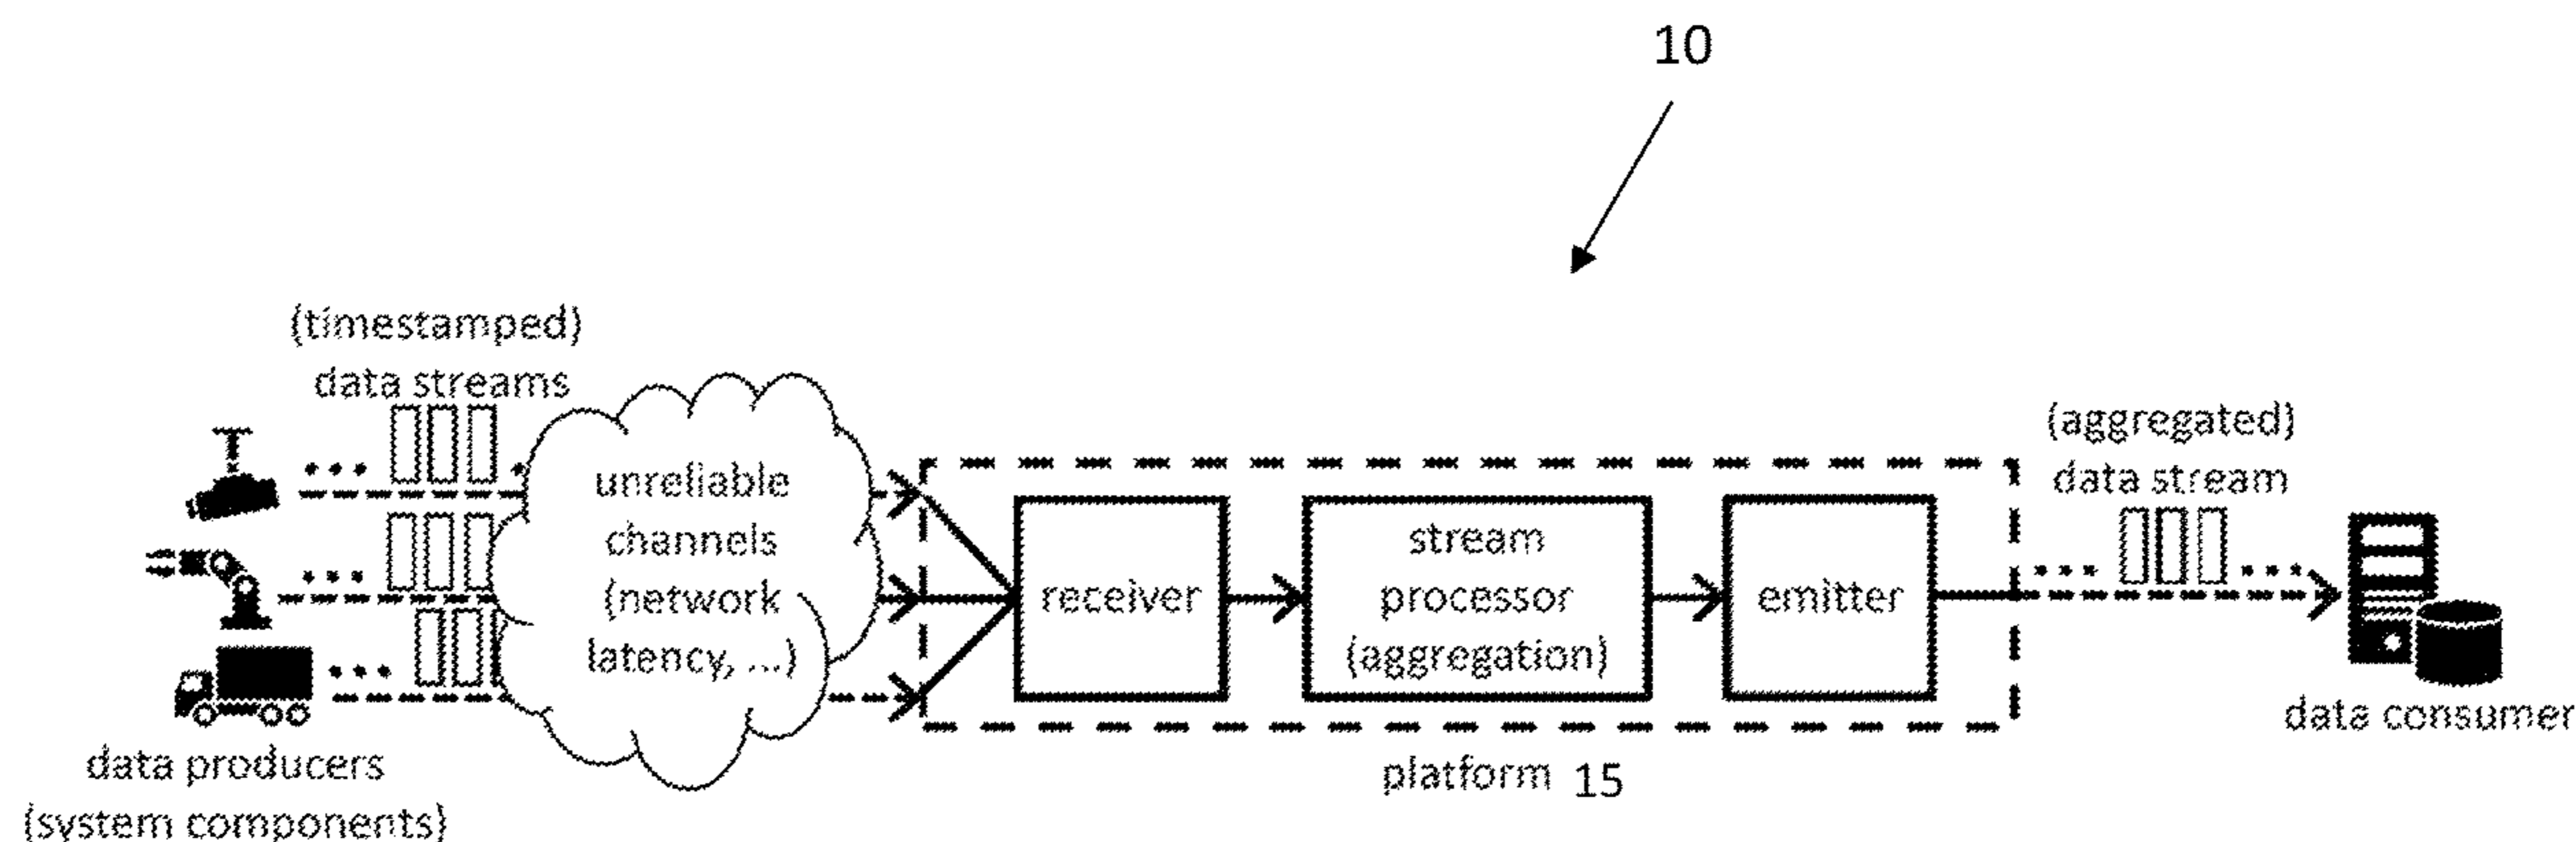 10
(timestamped)
data streams
unreliable
channels
(network
latency, ...)
receiver
stream
processor
(aggregation)
emitter
(aggregated)
data stream
data consumer
data producers
(system components)
platform 15